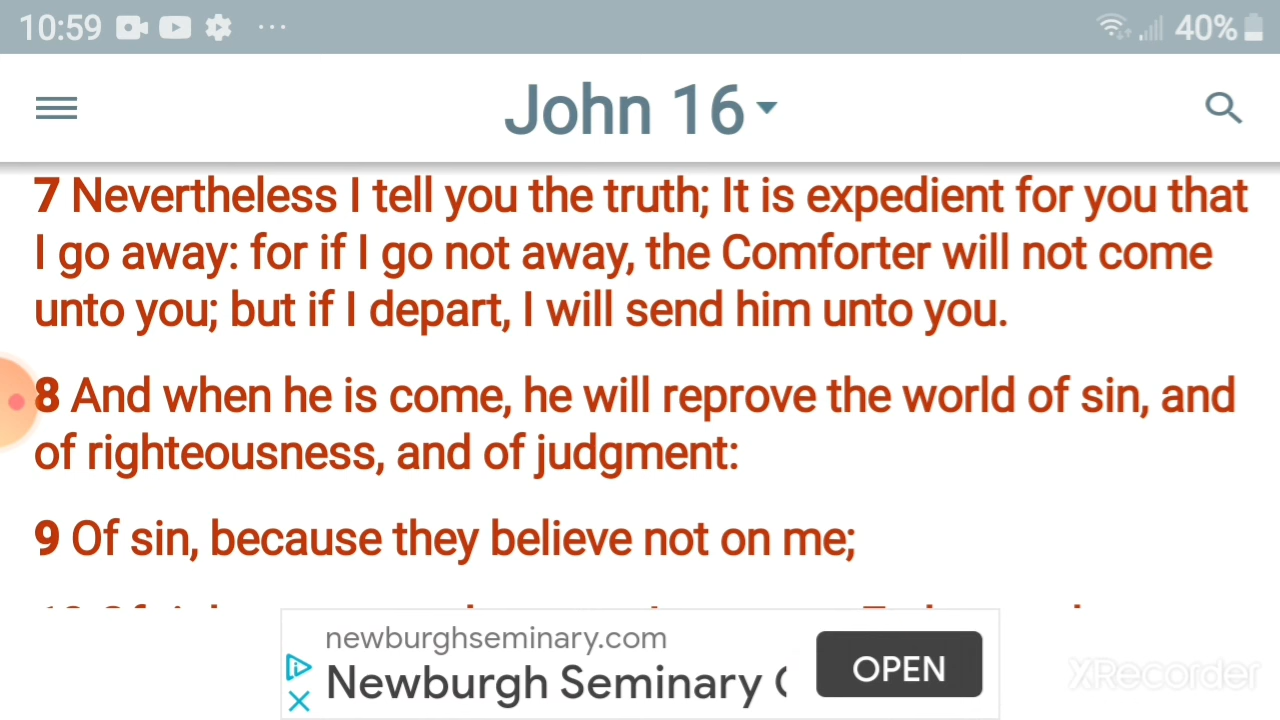 10:59
40%
John 16
7 Nevertheless I tell you the truth; It is expedient for you that
I go away: for if I go not away, the Comforter will not come
unto you; but if I depart, I will send him unto you.
8 And when he is come, he will reprove the world of sin, and
of righteousness, and of judgment:
9 Of sin, because they believe not on me;
newburghseminary.com
Newburgh Seminary
OPEN
XRecorder